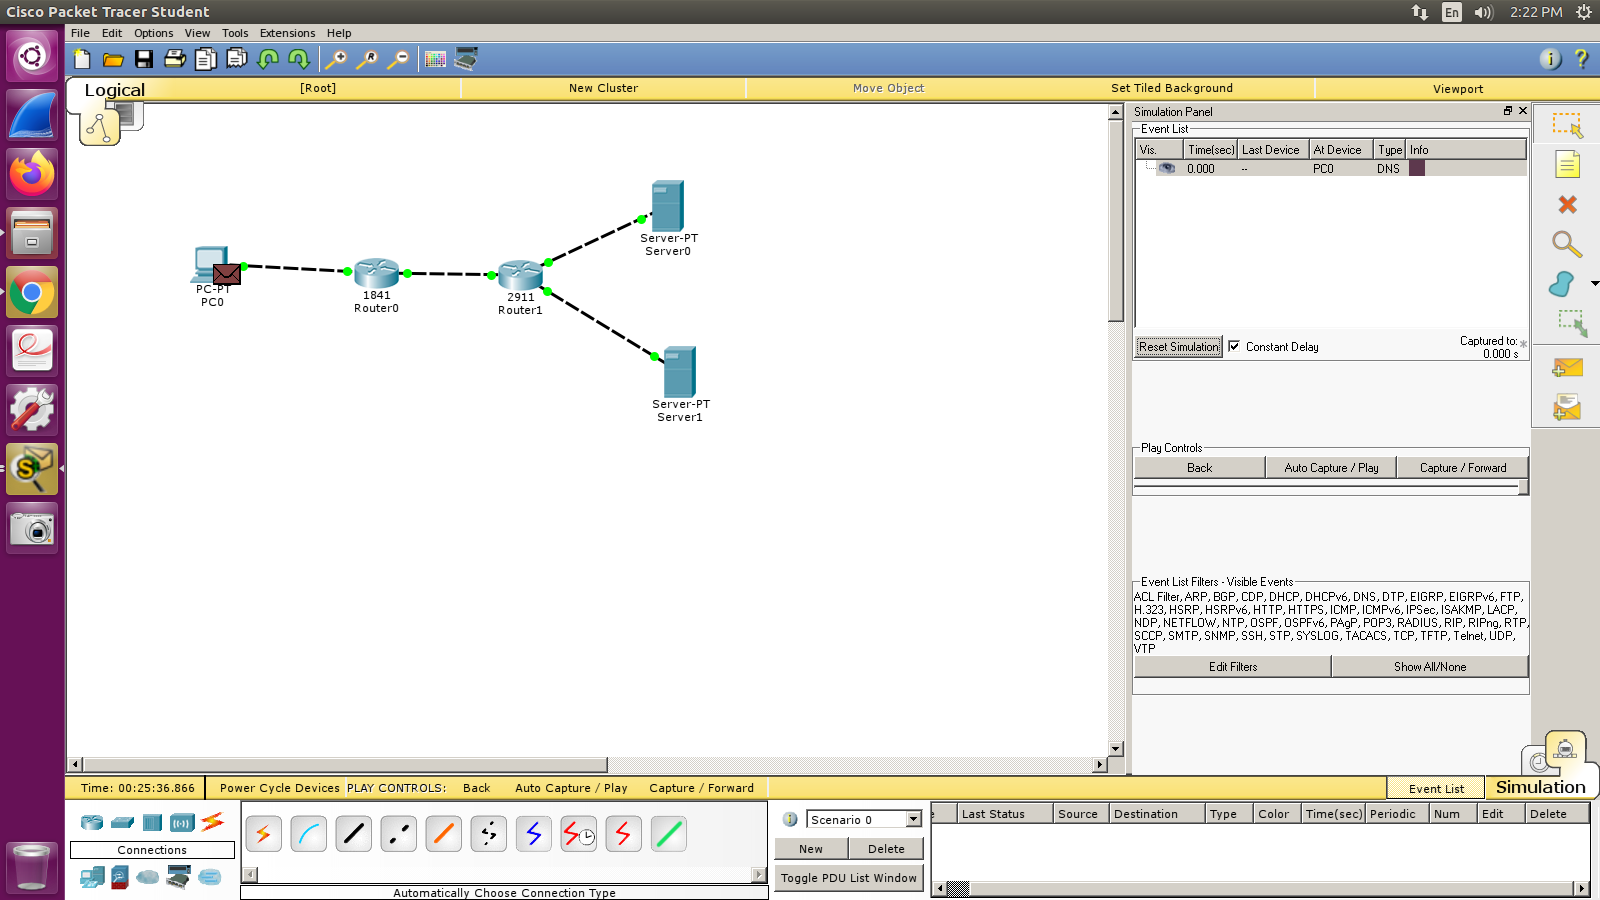 Cisco Packet Tracer Student
En
2:22 PM
File Edit Options View Tools Extensions Help
Logical
[Root]
New Cluster
Move Object
Set Tiled Background
Viewport
PC-PT
PC0
1841
Router0
2911
Router1
Server-PT
Server0
Server-PT
Server1
Simulation Panel
Event List
Vis. Time(sec) Last Device At Device Type Info
0.000 -- PC0 DNS
Reset Simulation
Constant Delay
Captured to:
0.000 s
Play Controls
Back
Auto Capture / Play
Capture / Forward
Event List Filters - Visible Events
ACL Filter, ARP, BGP, CDP, DHCP, DHCPv6, DNS, DTP, EIGRP, EIGRPv6, FTP,
H.323, HSRP, HSRPv6, HTTP, HTTPS, ICMP, ICMPv6, IPSec, ISAKMP, LACP,
NDP, NETFLOW, NTP, OSPF, OSPFv6, PAgP, POP3, RADIUS, RIP, RIPng, RTP,
SCCP, SMTP, SNMP, SSH, STP, SYSLOG, TACACS, TCP, TFTP, Telnet, UDP,
VTP
Edit Filters
Show All/None
Time: 00:25:36.866
Power Cycle Devices
PLAY CONTROLS:
Back
Auto Capture / Play
Capture / Forward
Event List
Simulation
Connections
Automatically Choose Connection Type
Scenario 0
New
Delete
Toggle PDU List Window
e Last Status Source Destination Type Color Time(sec) Periodic Num Edit Delete